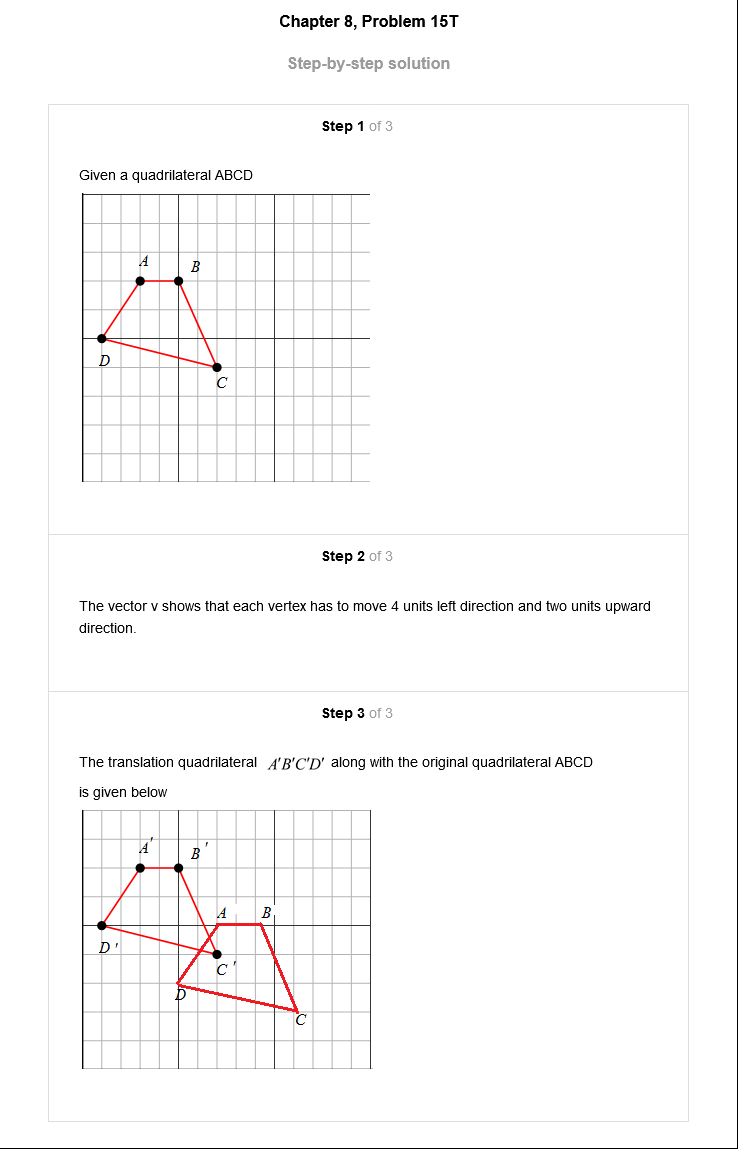 Chapter 8, Problem 15T
Step-by-step solution
Step 1 of 3
Given a quadrilateral ABCD
A
B
D
C
Step 2 of 3
The vector v shows that each vertex has to move 4 units left direction and two units upward
direction.
Step 3 of 3
The translation quadrilateral A'B'C'D' along with the original quadrilateral ABCD
is given below
A'
B'
A
B
D'
C'
D
C